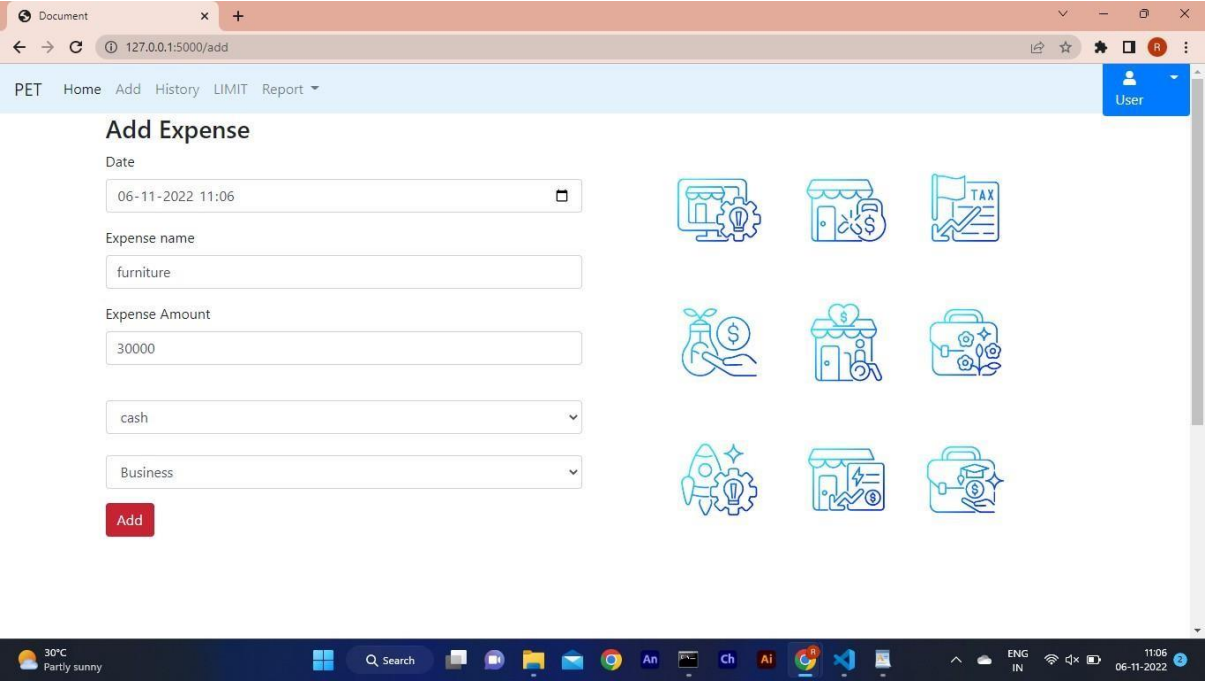 Document
127.0.0.1:5000/add
R
PET Home Add History LIMIT Report
User
Add Expense
Date
06-11-2022 11:06
Expense name
furniture
Expense Amount
30000
cash
Business
Add
TAX
$
$
$
$
$
30°C
Partly sunny
Search
An
Ch
Ai
R
ENG
IN
11:06
06-11-2022
2